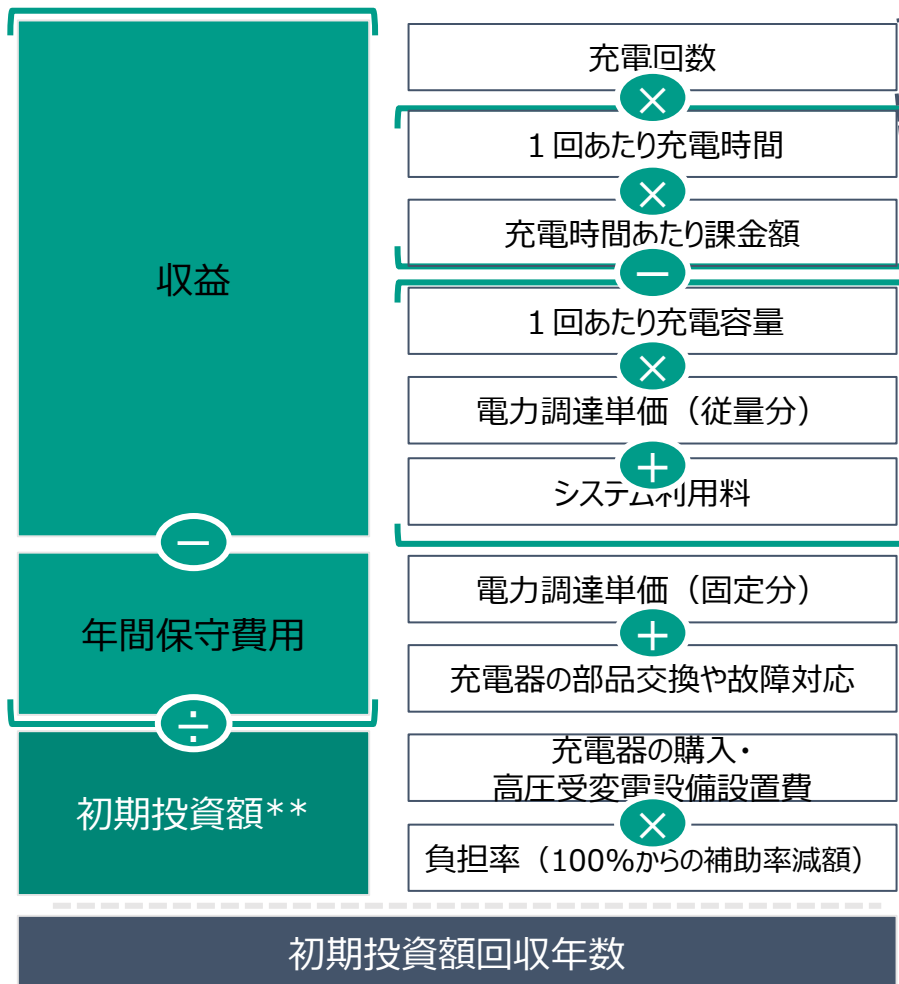 収益
充電回数
×
１回あたり充電時間
×
充電時間あたり課金額
－
１回あたり充電容量
×
電力調達単価（従量分）
＋
システム利用料
－
年間保守費用
電力調達単価（固定分）
＋
充電器の部品交換や故障対応
÷
初期投資額**
充電器の購入・
高圧受変電設備設置費
×
負担率（100%からの補助率減額）
初期投資額回収年数